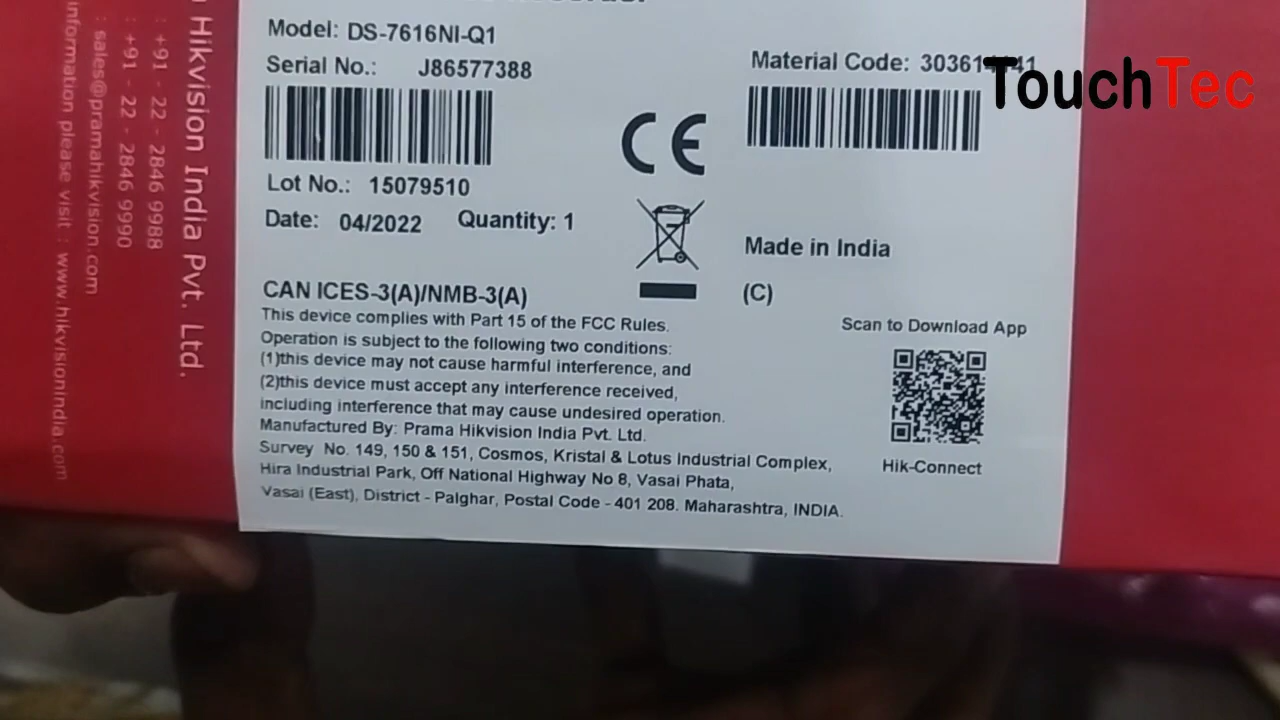 Model: DS-7616NI-Q1
Serial No.: J86577388
Material Code:
TouchTec
Lot No.: 15079510
Date: 04/2022 Quantity: 1
CE
Made in India
CAN ICES-3(A)/NMB-3(A)
(C)
This device complies with Part 15 of the FCC Rules.
Operation is subject to the following two conditions:
(1)this device may not cause harmful interference, and
(2)this device must accept any interference received,
including interference that may cause undesired operation.
Manufactured By: Prama Hikvision India Pvt. Ltd.
Survey No. 149, 150 & 151, Cosmos, Kristal & Lotus Industrial Complex,
Hira Industrial Park, Off National Highway No 8, Vasai Phata,
Vasai (East), District - Palghar, Postal Code - 401 208. Maharashtra, INDIA.
Scan to Download App
Hik-Connect
Hikvision India Pvt. Ltd.
: +91 - 22 - 2846 9988
: +91 - 22 - 2846 9990
: sales@pramahikvision.com
information please visit : www.hikvisionindia.com